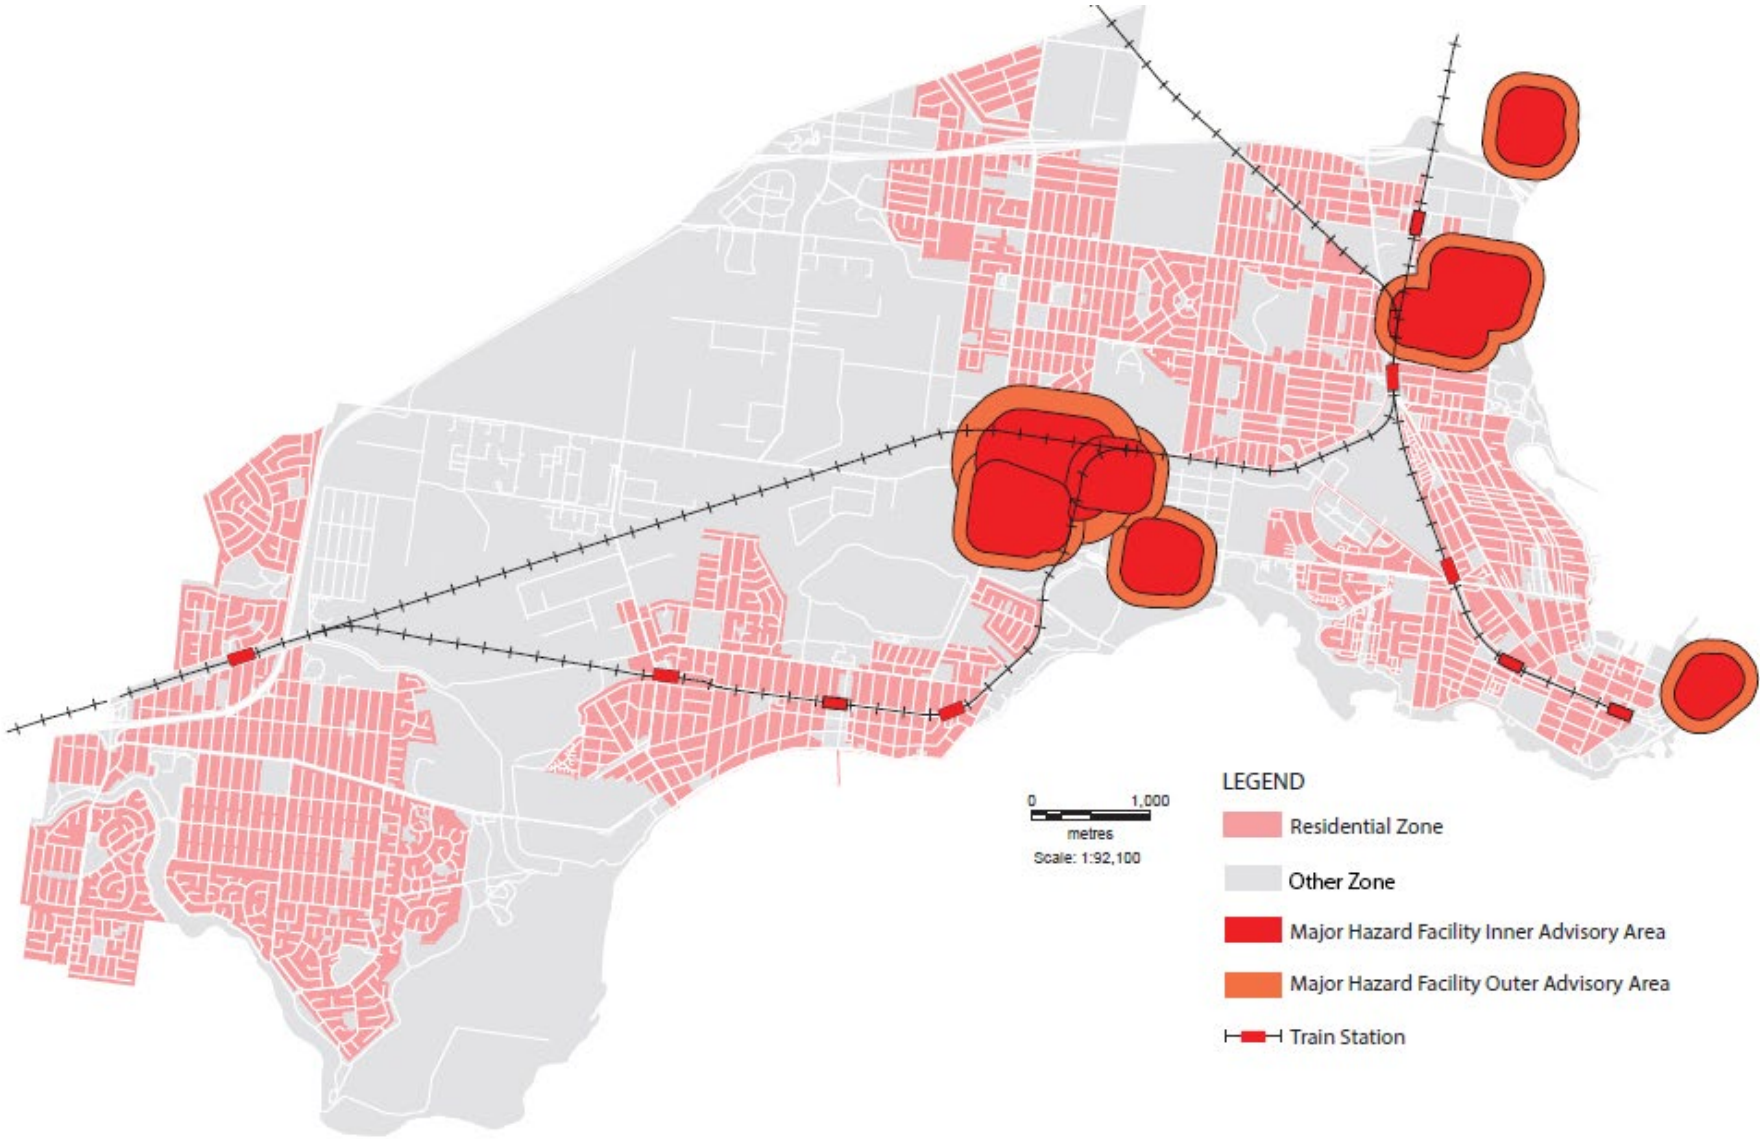 0 1,000
metres
Scale: 1:92,100
LEGEND
Residential Zone
Other Zone
Major Hazard Facility Inner Advisory Area
Major Hazard Facility Outer Advisory Area
Train Station